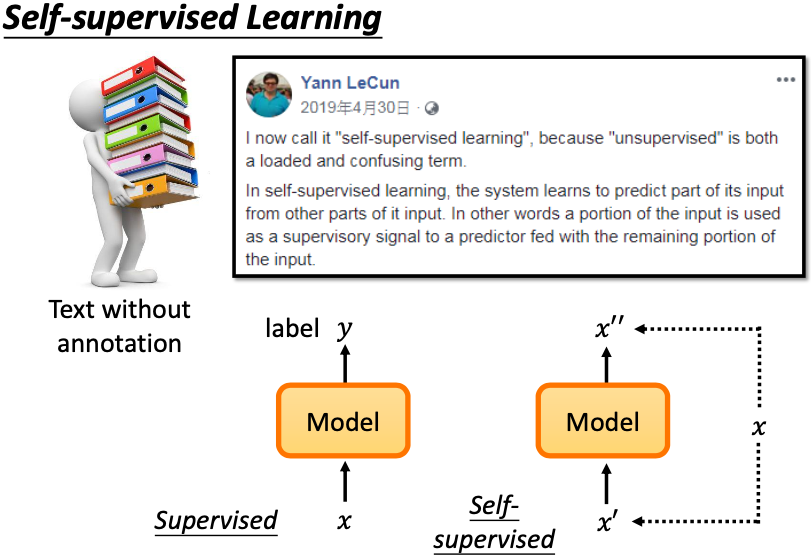 Self-supervised Learning
Yann LeCun
2019年4月30日 ·
I now call it "self-supervised learning", because "unsupervised" is both
a loaded and confusing term.
In self-supervised learning, the system learns to predict part of its input
from other parts of it input. In other words a portion of the input is used
as a supervisory signal to a predictor fed with the remaining portion of
the input.
Text without
annotation
label y
Model
x
Supervised
x′′
Model
x′
x
Self-
supervised